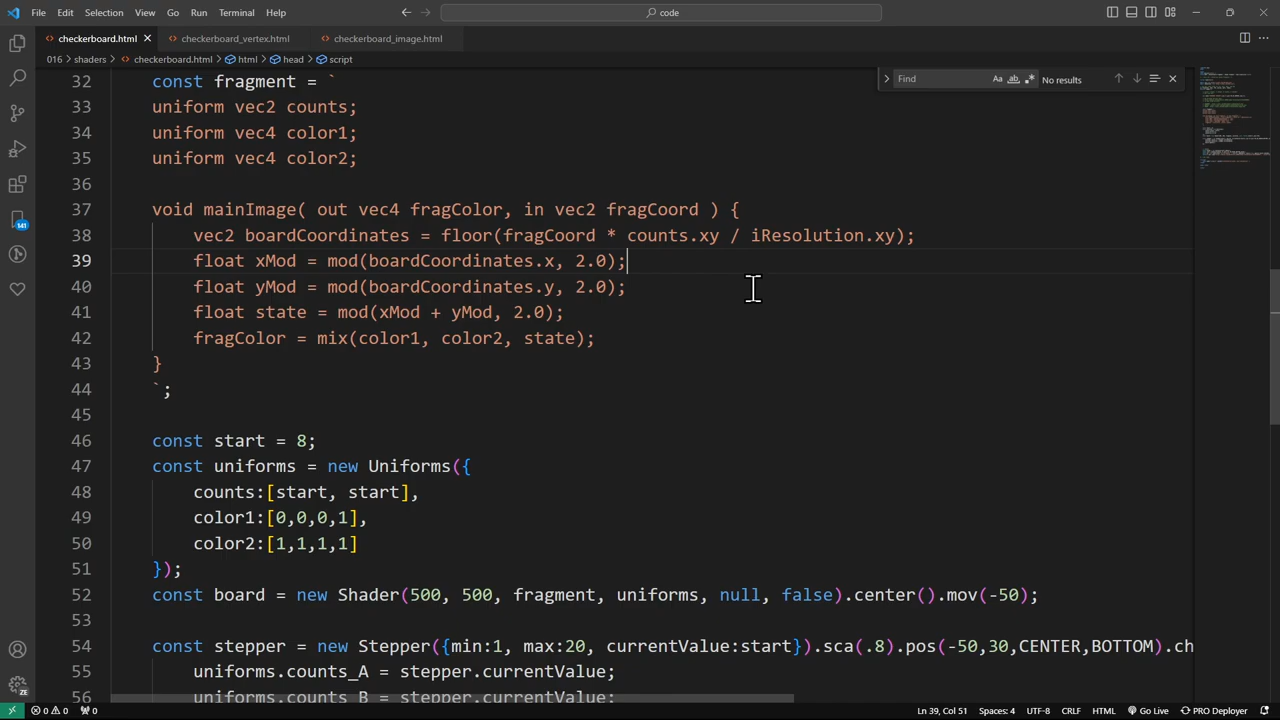 File Edit Selection View Go Run Terminal Help
code
checkerboard.html
checkerboard_vertex.html
checkerboard_image.html
016 > shaders > checkerboard.html > html > head > script
Find
Aa
ab
No results
32 const fragment = `
33 uniform vec2 counts;
34 uniform vec4 color1;
35 uniform vec4 color2;
36
37 void mainImage( out vec4 fragColor, in vec2 fragCoord ) {
38 vec2 boardCoordinates = floor(fragCoord * counts.xy / iResolution.xy);
39 float xMod = mod(boardCoordinates.x, 2.0);
40 float yMod = mod(boardCoordinates.y, 2.0);
41 float state = mod(xMod + yMod, 2.0);
42 fragColor = mix(color1, color2, state);
43 }
44 `;
45
46 const start = 8;
47 const uniforms = new Uniforms({
48 counts:[start, start],
49 color1:[0,0,0,1],
50 color2:[1,1,1,1]
51 });
52 const board = new Shader(500, 500, fragment, uniforms, null, false).center().mov(-50);
53
54 const stepper = new Stepper({min:1, max:20, currentValue:start}).sca(.8).pos(-50,30,CENTER,BOTTOM).ch
55 uniforms.counts_A = stepper.currentValue;
56 uniforms.counts_B = stepper.currentValue;
141
ZE
0 0 0
Ln 39, Col 51 Spaces: 4 UTF-8 CRLF HTML Go Live PRO Deployer